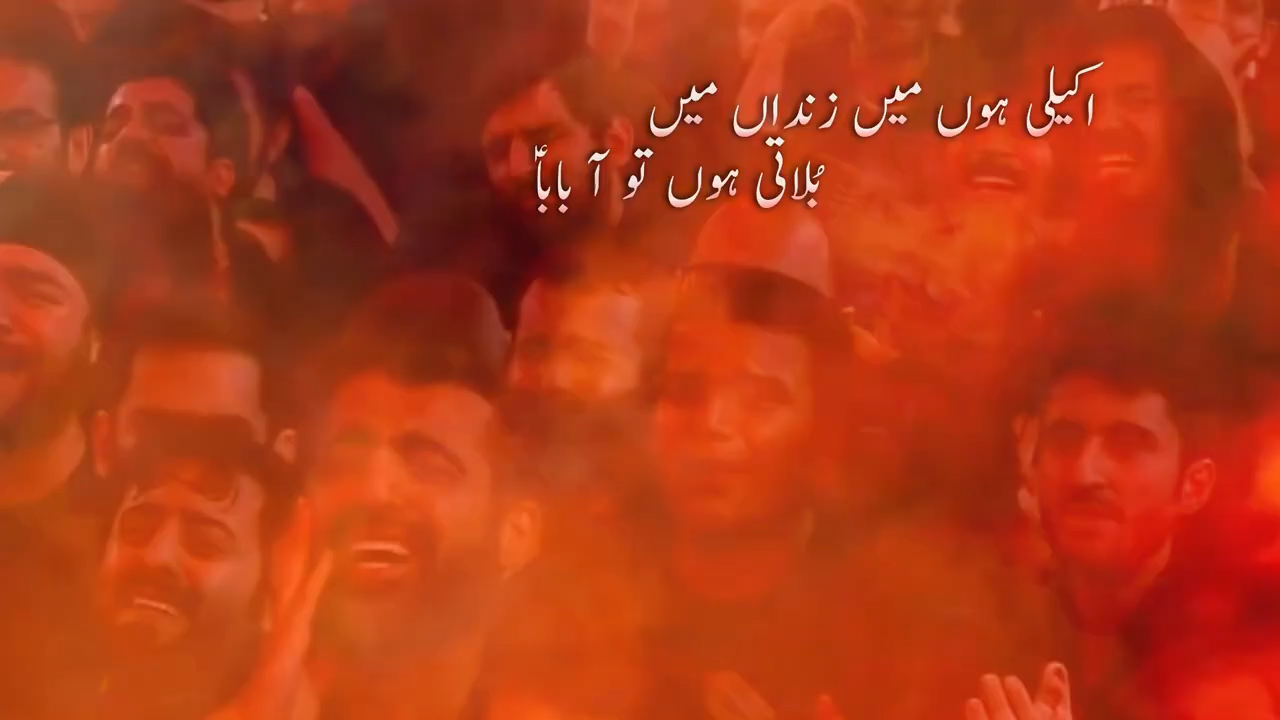 اکیلی ہوں میں زنداں میں
بُلاتی ہوں تو آ باباؑ